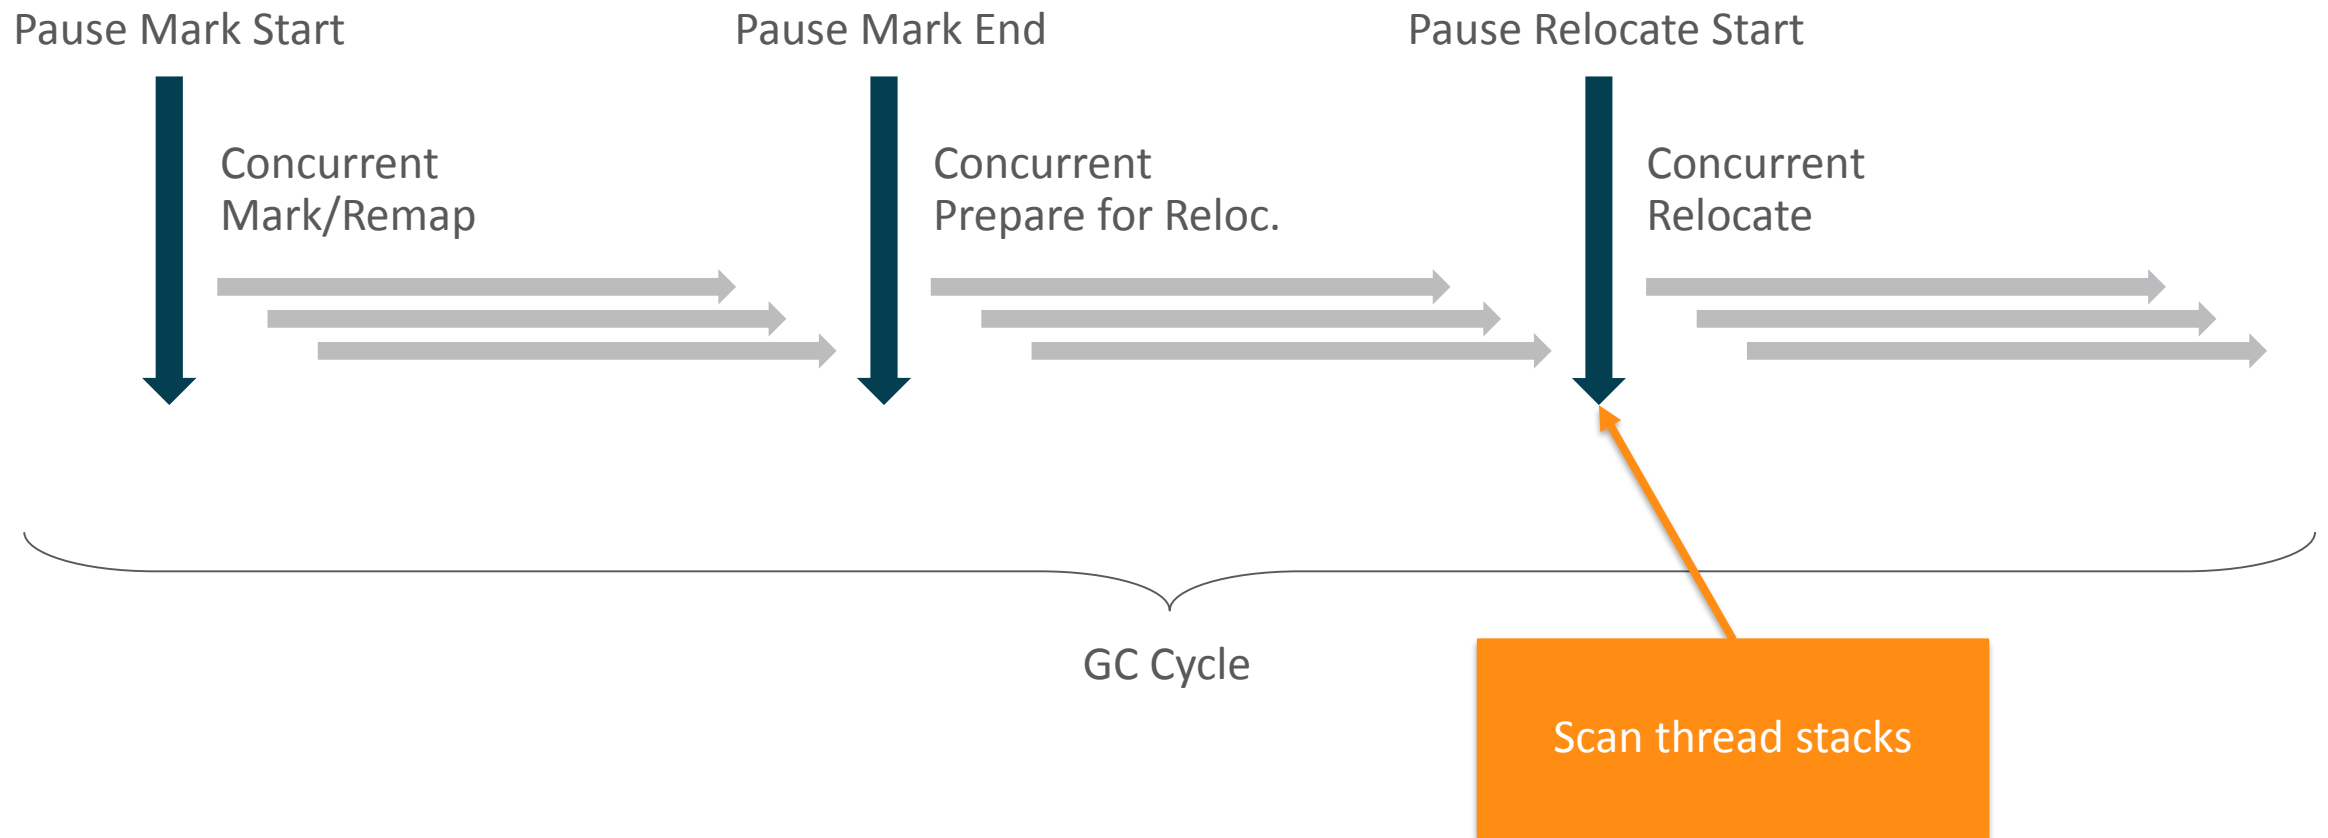 Pause Mark Start
Pause Mark End
Pause Relocate Start
Concurrent
Mark/Remap
Concurrent
Prepare for Reloc.
Concurrent
Relocate
GC Cycle
Scan thread stacks